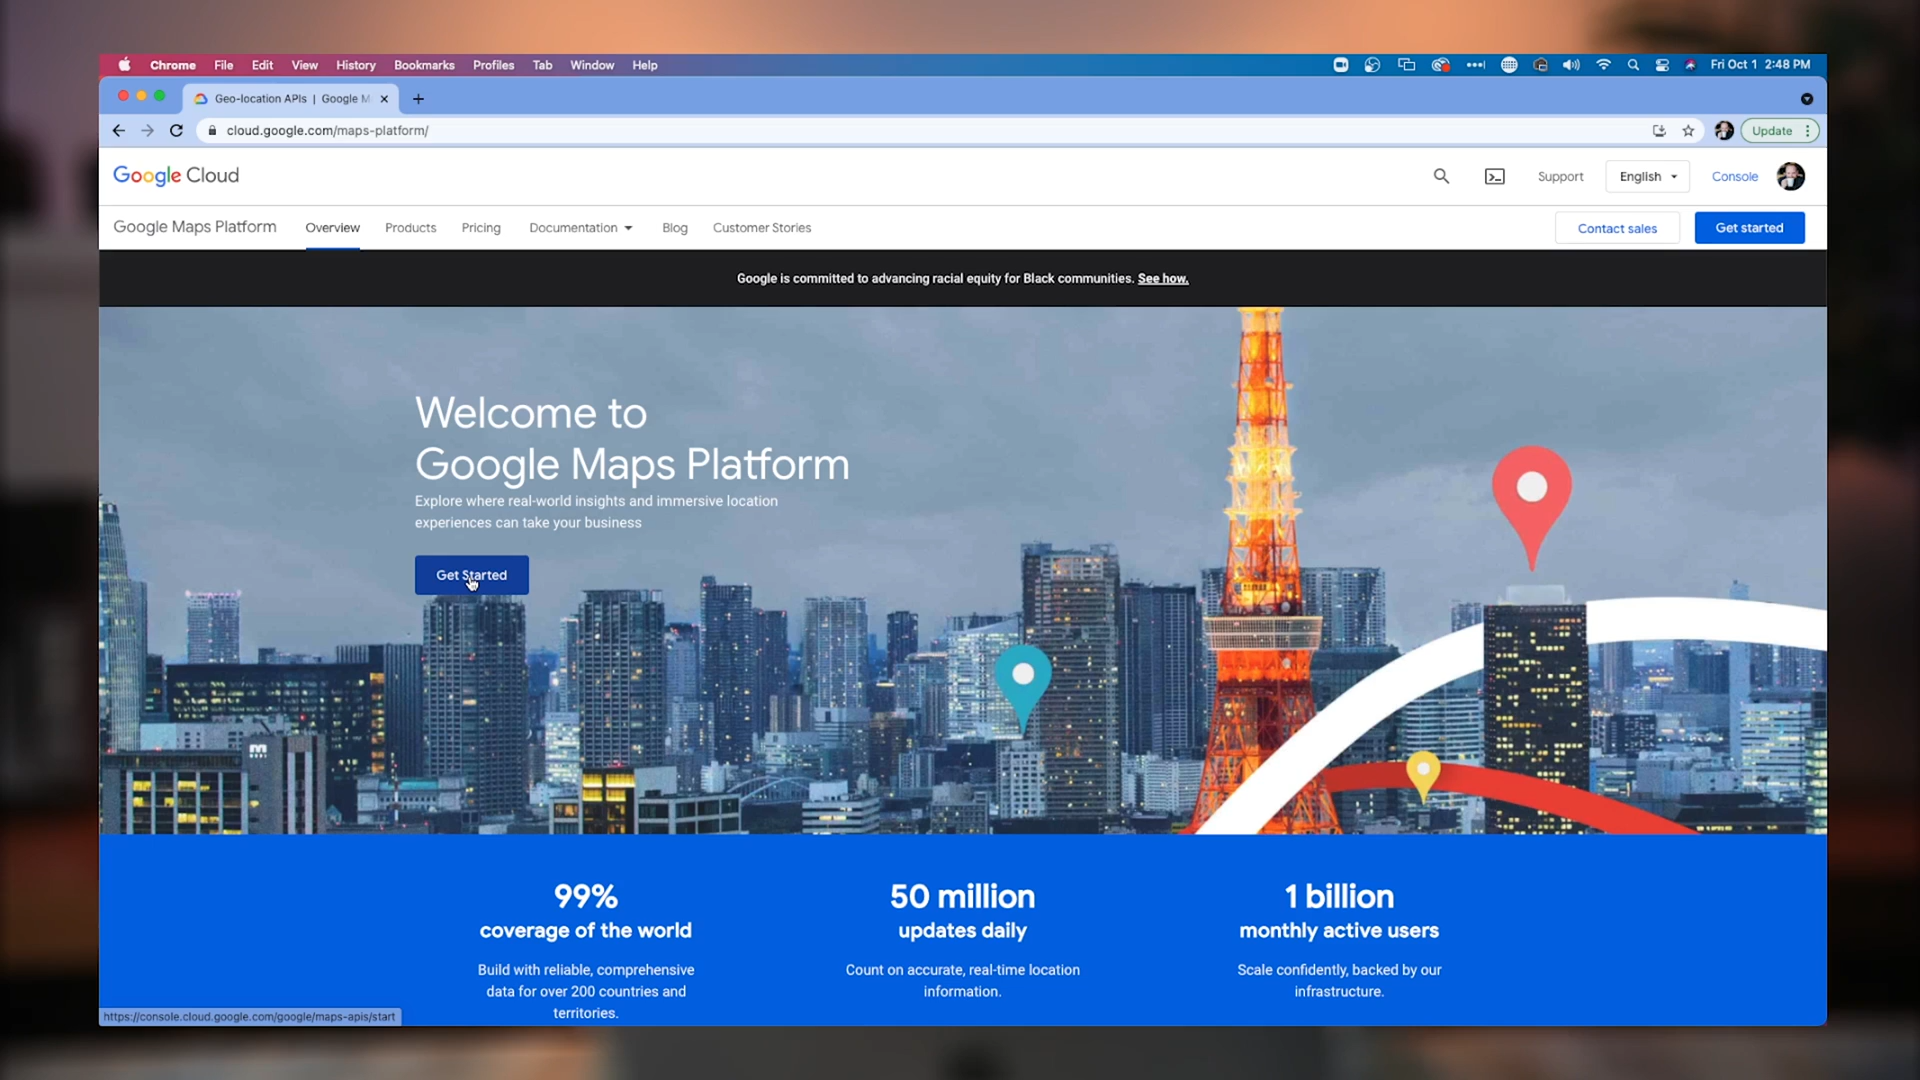 Chrome File Edit View History Bookmarks Profiles Tab Window Help Fri Oct 1 2:48 PM
Geo-location APIs | Google M
cloud.google.com/maps-platform/ Update
Google Cloud Support English Console
Google Maps Platform Overview Products Pricing Documentation Blog Customer Stories Contact sales Get started
Google is committed to advancing racial equity for Black communities. See how.
Welcome to
Google Maps Platform
Explore where real-world insights and immersive location
experiences can take your business
Get Started
99%
coverage of the world
Build with reliable, comprehensive
data for over 200 countries and
territories.
50 million
updates daily
Count on accurate, real-time location
information.
1 billion
monthly active users
Scale confidently, backed by our
infrastructure.
https://console.cloud.google.com/google/maps-apis/start